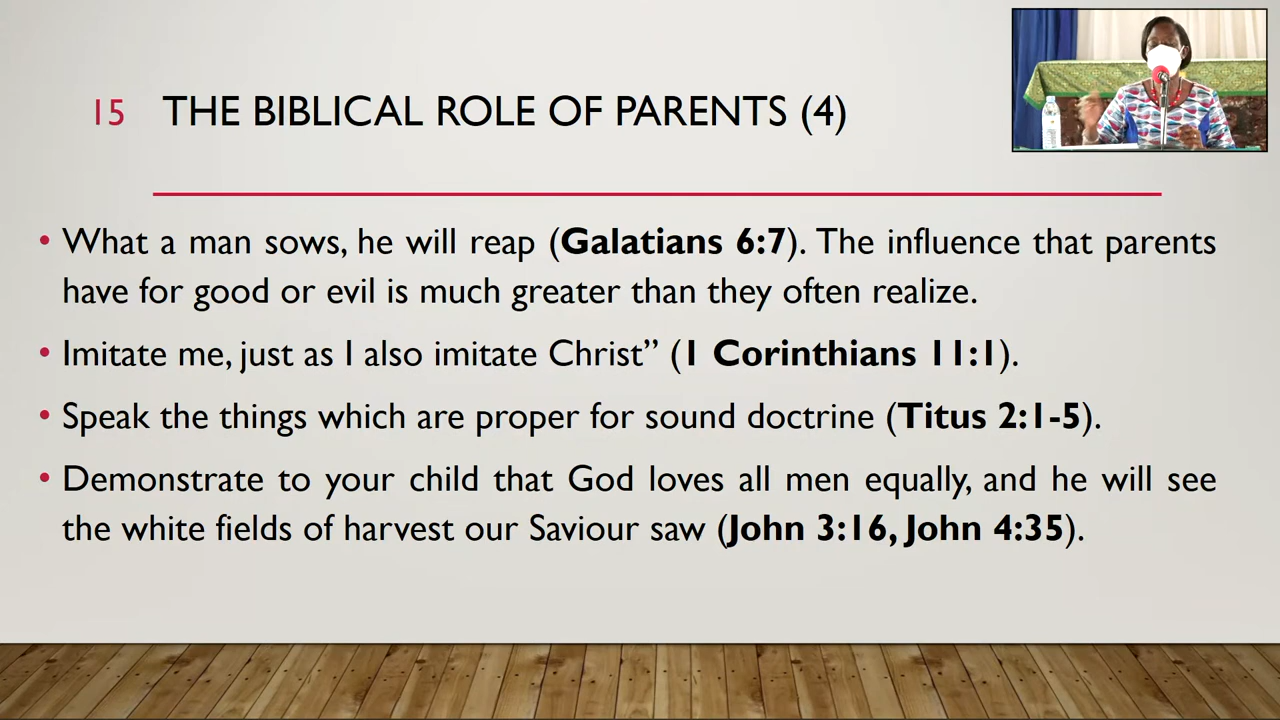 15 THE BIBLICAL ROLE OF PARENTS (4)
• What a man sows, he will reap (Galatians 6:7). The influence that parents
have for good or evil is much greater than they often realize.
• Imitate me, just as I also imitate Christ” (1 Corinthians 11:1).
• Speak the things which are proper for sound doctrine (Titus 2:1-5).
• Demonstrate to your child that God loves all men equally, and he will see
the white fields of harvest our Saviour saw (John 3:16, John 4:35).